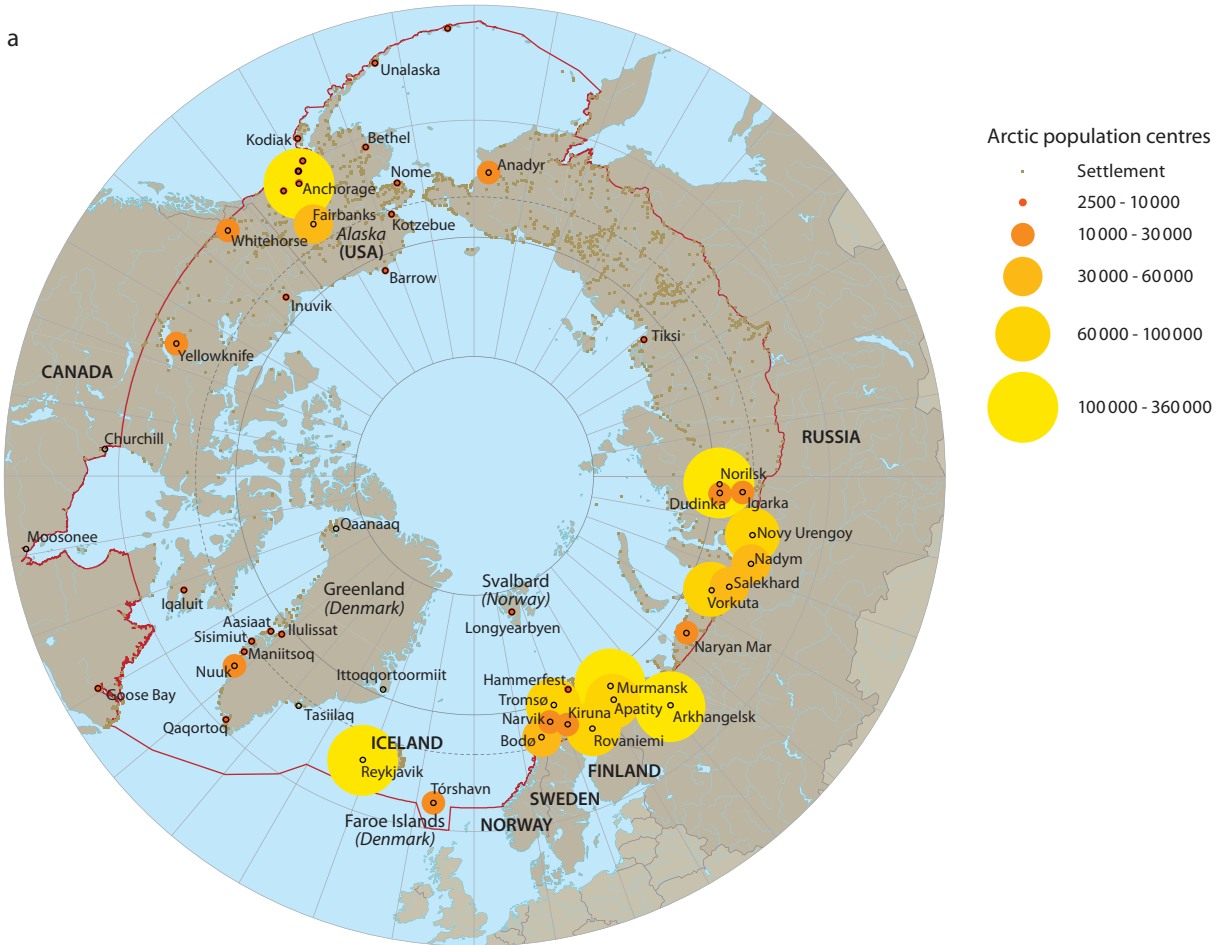 a
Unalaska
Kodiak
Bethel
Nome
Anadyr
Anchorage
Fairbanks
Alaska
(USA)
Kotzebue
Whitehorse
Barrow
Inuvik
Tiksi
Yellowknife
CANADA
Churchill
RUSSIA
Norilsk
Dudinka
Igarka
Moosonee
Qaanaaq
Novy Urengoy
Nadym
Salekhard
Vorkuta
Greenland
(Denmark)
Svalbard
(Norway)
Longyearbyen
Iqaluit
Aasiaat
Ilulissat
Sisimiut
Maniitsoq
Nuuk
Naryan Mar
Ittoqqortoormiit
Hammerfest
Murmansk
Goose Bay
Tromsø
Apatity
Arkhangelsk
Qaqortoq
Tasiilaq
Narvik
Kiruna
Bodø
Rovaniemi
ICELAND
Reykjavik
FINLAND
Tórshavn
SWEDEN
Faroe Islands
(Denmark)
NORWAY
Arctic population centres
Settlement
2500 - 10 000
10 000 - 30 000
30 000 - 60 000
60 000 - 100 000
100 000 - 360 000